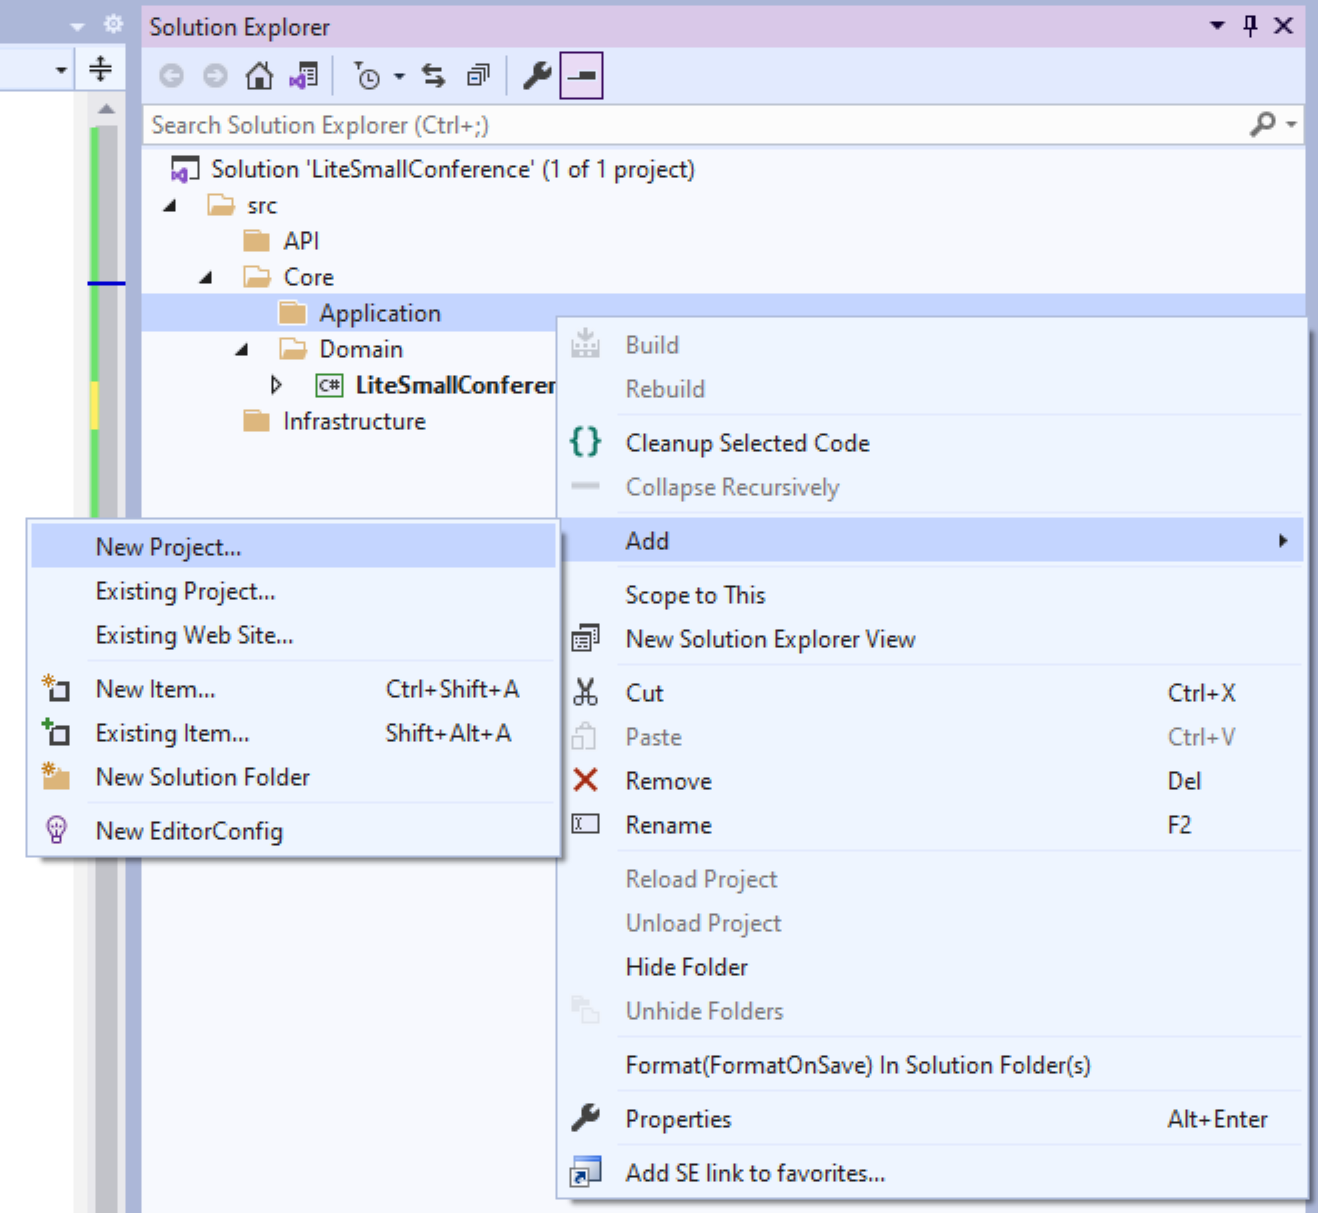 Solution Explorer
Search Solution Explorer (Ctrl+;)
Solution 'LiteSmallConference' (1 of 1 project)
src
API
Core
Application
Domain
C# LiteSmallConferer
Infrastructure
Build
Rebuild
Cleanup Selected Code
Collapse Recursively
Add
Scope to This
New Solution Explorer View
Cut Ctrl+X
Paste Ctrl+V
Remove Del
Rename F2
Reload Project
Unload Project
Hide Folder
Unhide Folders
Format(FormatOnSave) In Solution Folder(s)
Properties Alt+Enter
Add SE link to favorites...
New Project...
Existing Project...
Existing Web Site...
New Item... Ctrl+Shift+A
Existing Item... Shift+Alt+A
New Solution Folder
New EditorConfig